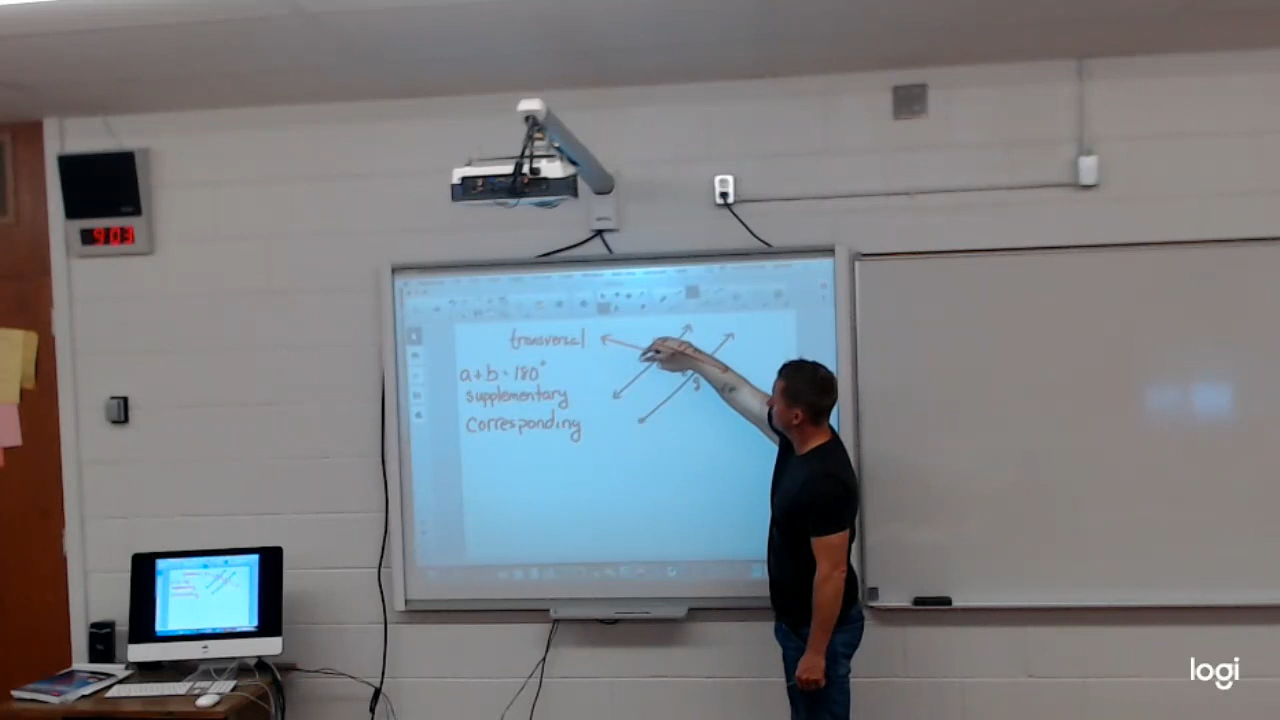 9:03
transversal
a+b=180°
supplementary
corresponding
g
logi